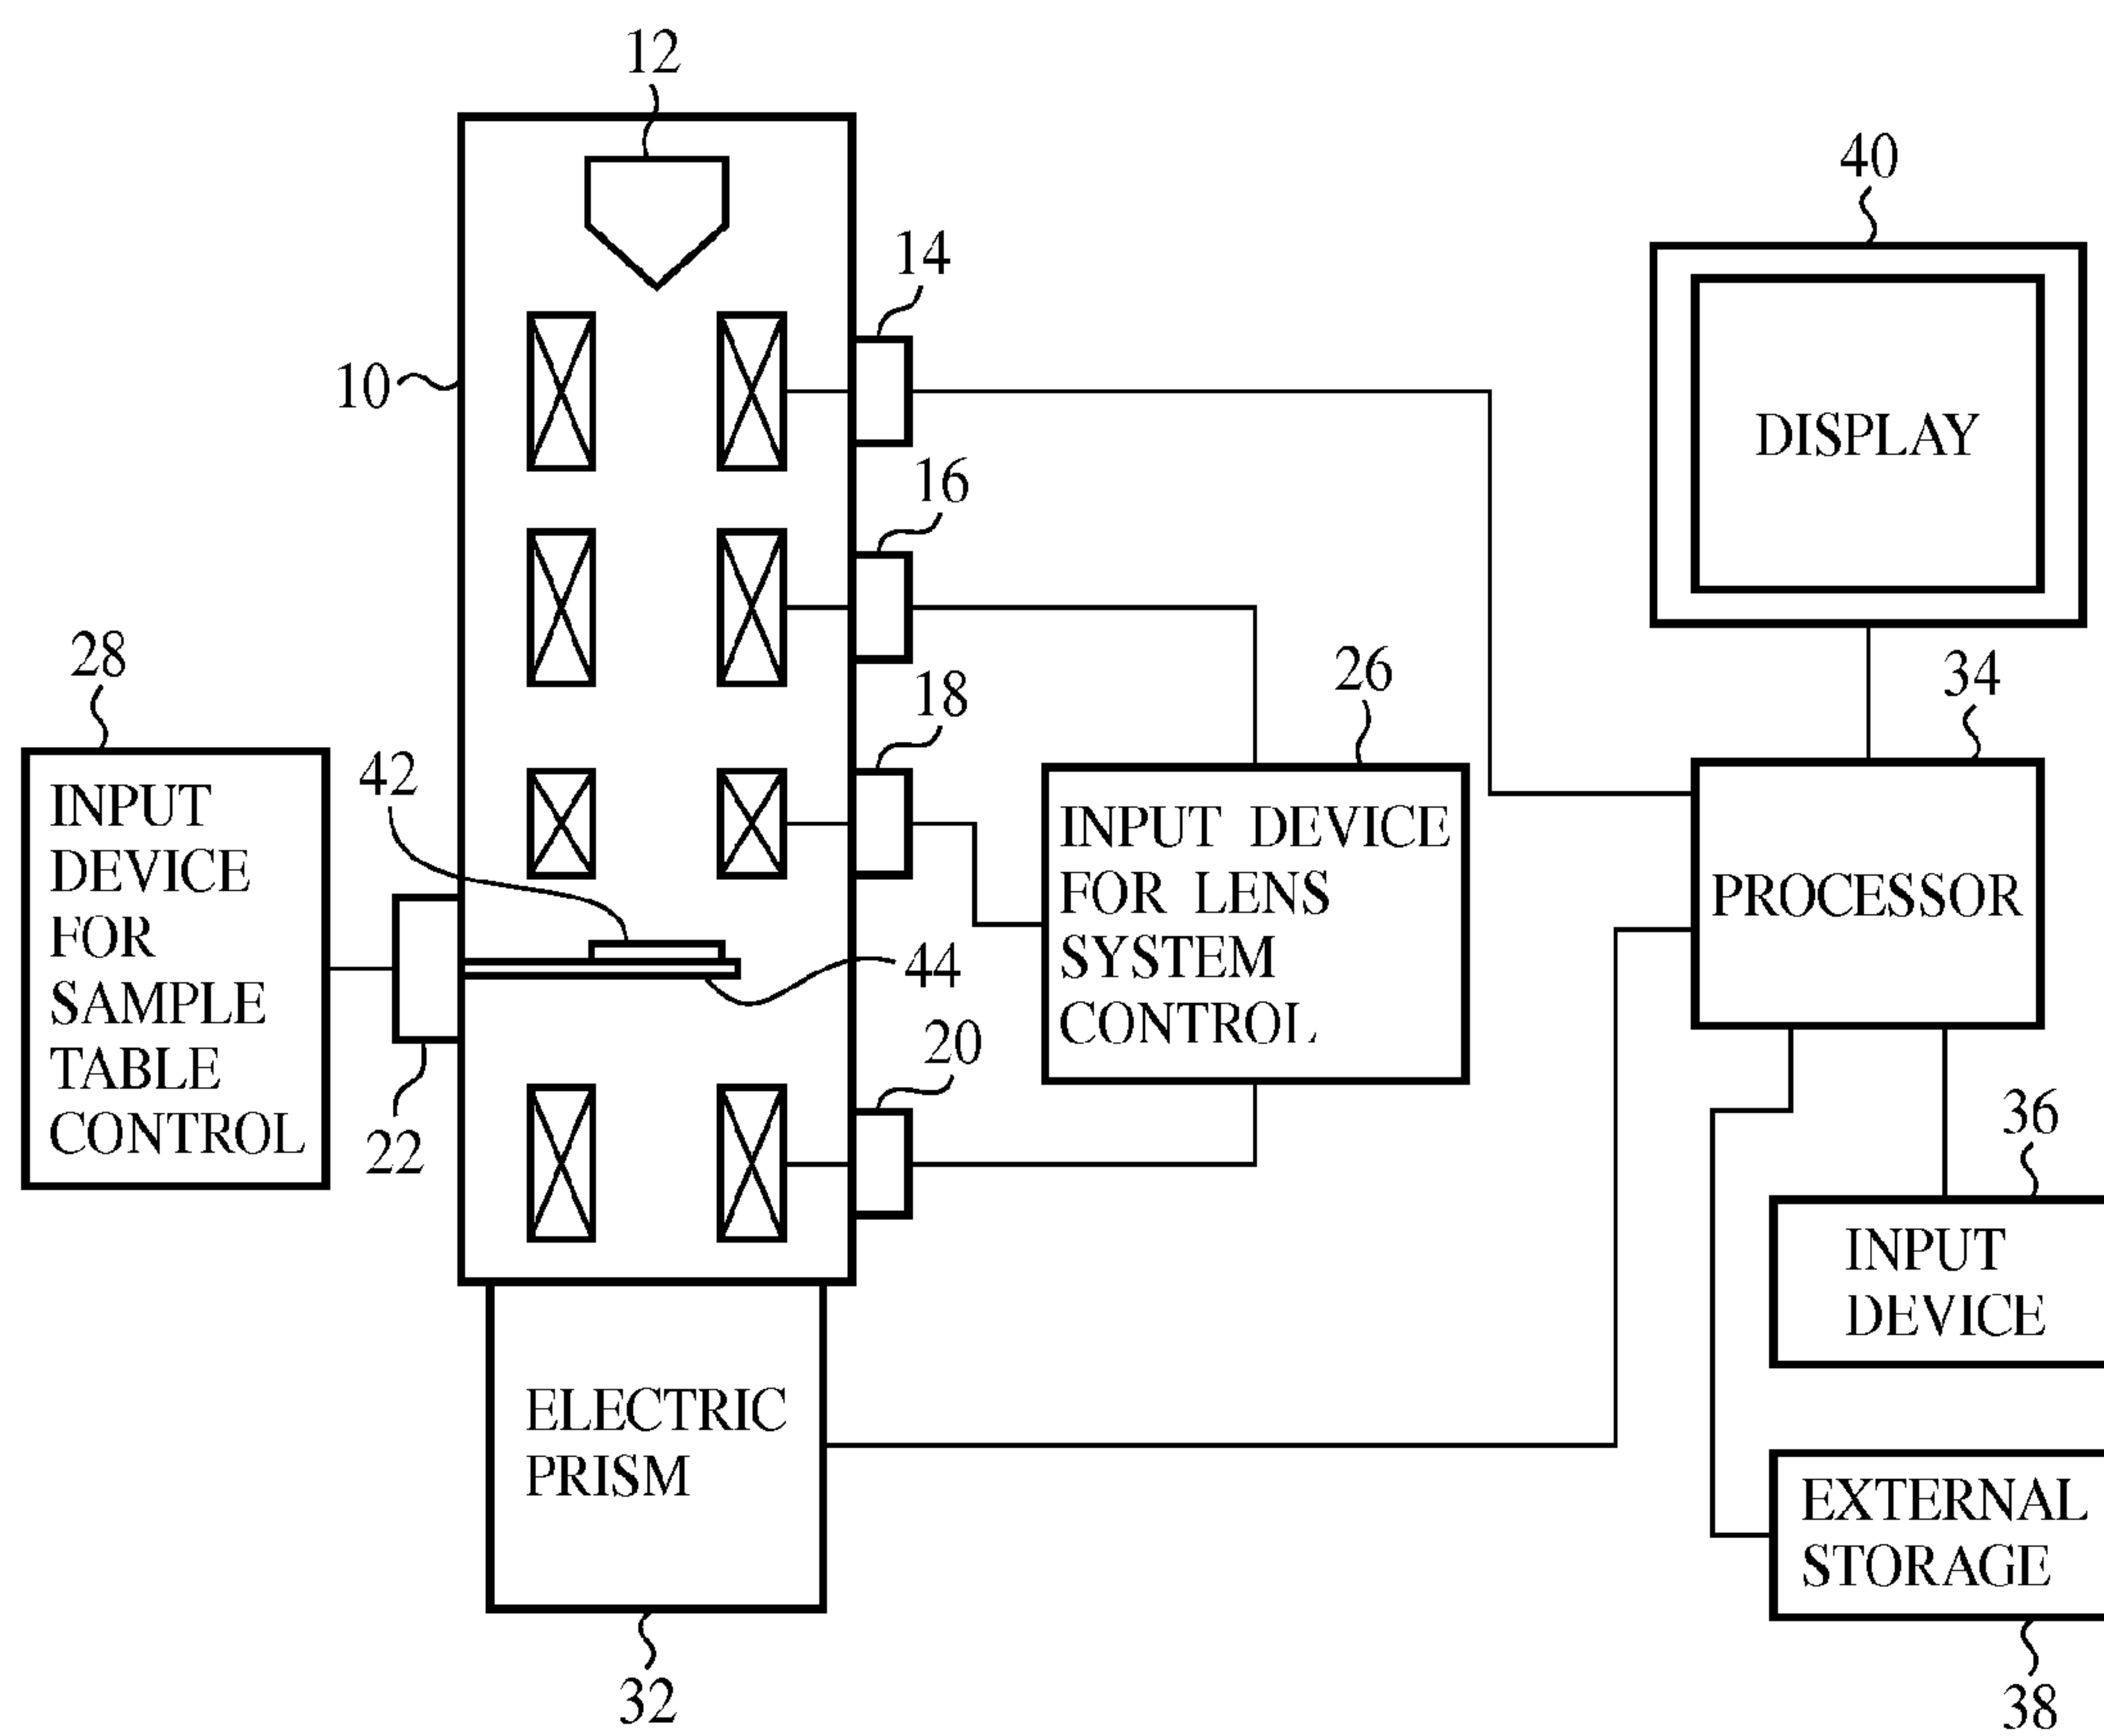 12
40
14
10
DISPLAY
16
28
26
34
18
42
INPUT
DEVICE
FOR
SAMPLE
TABLE
CONTROL
INPUT DEVICE
FOR LENS
SYSTEM
CONTROL
PROCESSOR
44
20
22
36
INPUT
DEVICE
ELECTRIC
PRISM
EXTERNAL
STORAGE
32
38